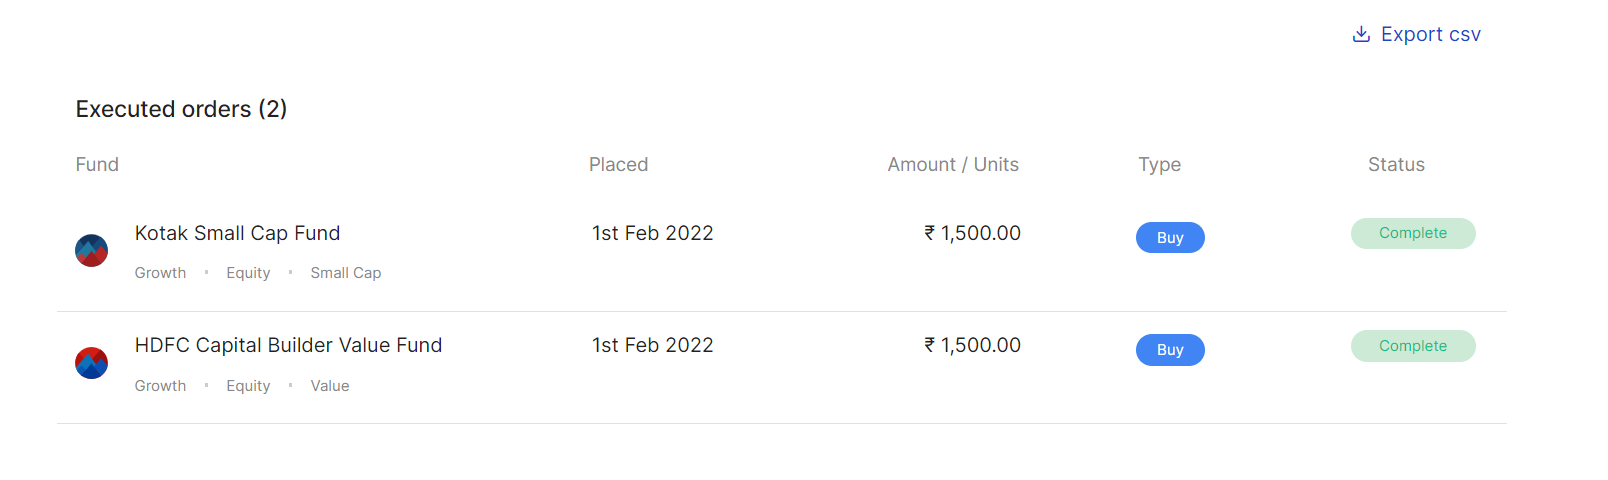 Export csv
Executed orders (2)
Fund Placed Amount / Units Type Status
Kotak Small Cap Fund 1st Feb 2022 ₹ 1,500.00 Buy Complete
Growth Equity Small Cap
HDFC Capital Builder Value Fund 1st Feb 2022 ₹ 1,500.00 Buy Complete
Growth Equity Value